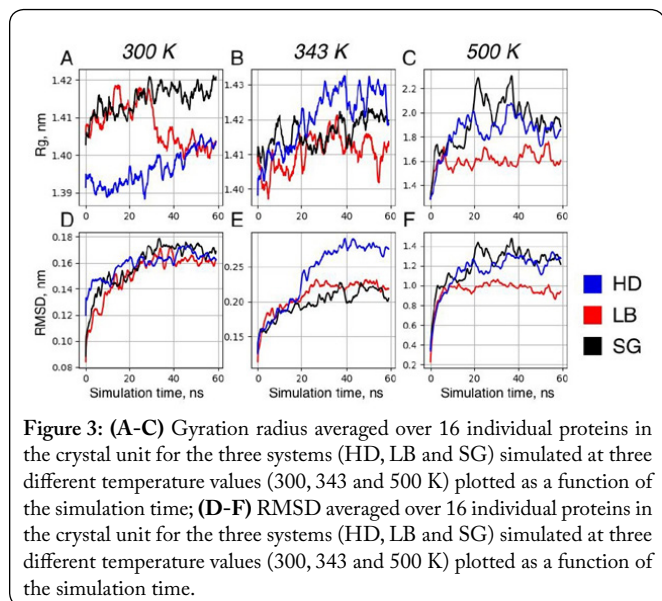 300 K 343 K 500 K
A B C
1.42
1.41
1.40
1.39
Rg, nm
0 20 40 60
1.43
1.42
1.41
1.40
0 20 40 60
2.2
2.0
1.8
1.6
1.4
0 20 40 60
D E F
0.18
0.16
0.14
0.12
0.10
0.08
RMSD, nm
0 20 40 60
Simulation time, ns
0.25
0.20
0.15
0 20 40 60
Simulation time, ns
1.4
1.2
1.0
0.8
0.6
0.4
0.2
0 20 40 60
Simulation time, ns
HD
LB
SG
Figure 3: (A-C) Gyration radius averaged over 16 individual proteins in
the crystal unit for the three systems (HD, LB and SG) simulated at three
different temperature values (300, 343 and 500 K) plotted as a function of
the simulation time; (D-F) RMSD averaged over 16 individual proteins in
the crystal unit for the three systems (HD, LB and SG) simulated at three
different temperature values (300, 343 and 500 K) plotted as a function of
the simulation time.